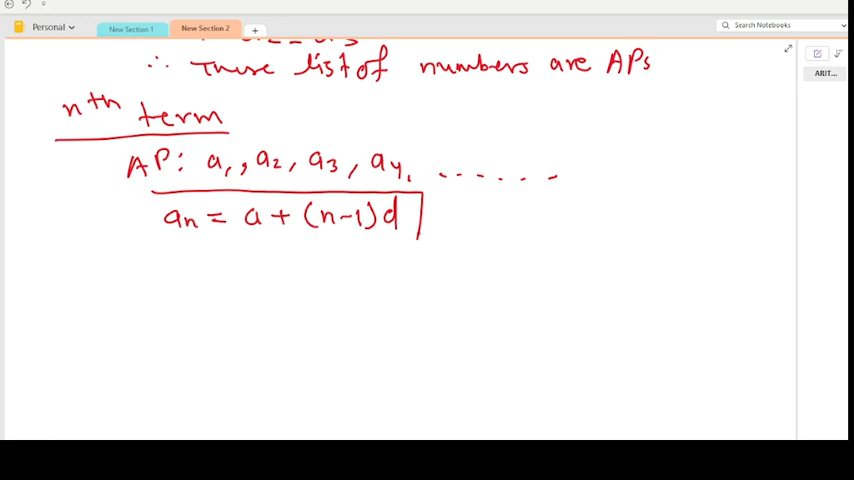 Personal
New Section 1
New Section 2
+
Search Notebooks
ARIT...
∴ These list of numbers are APs
nth term
AP: a1, a2, a3, a4, ......
an = a + (n-1)d